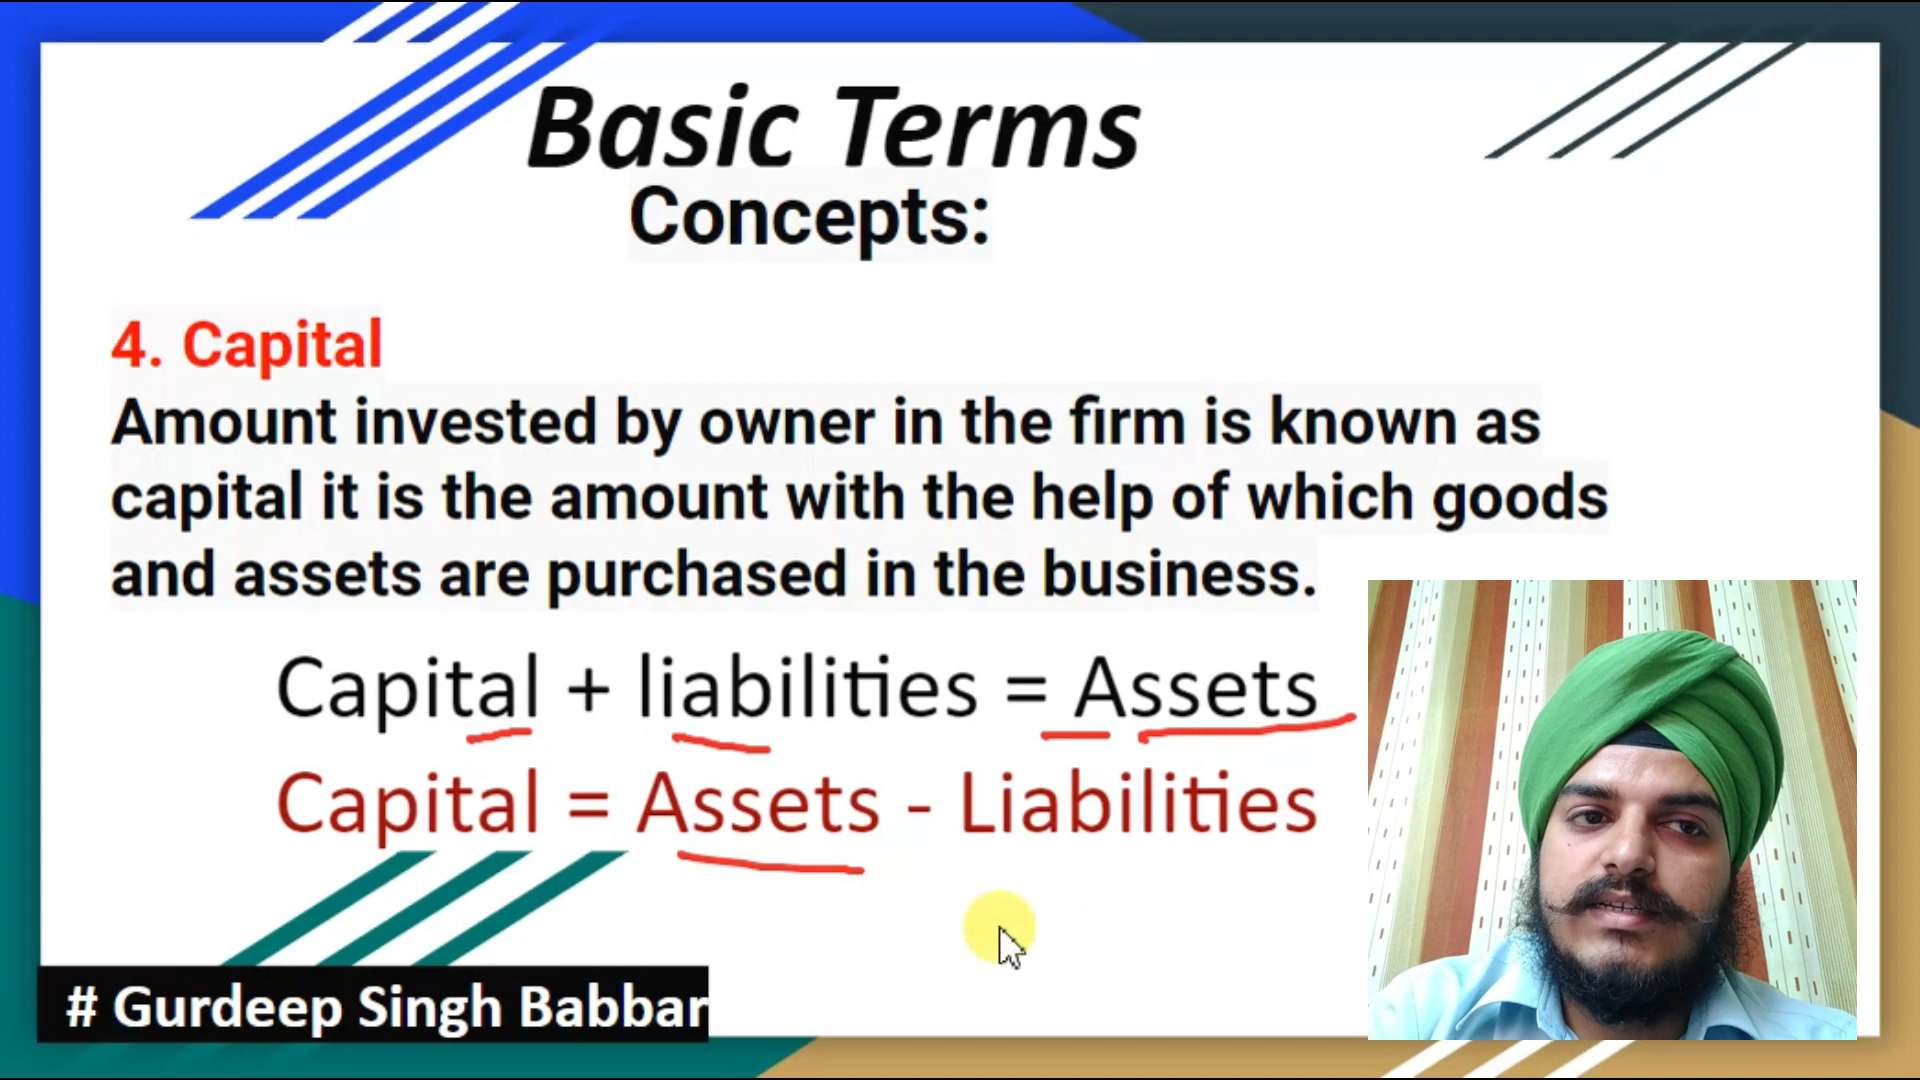 Basic Terms
Concepts:
4. Capital
Amount invested by owner in the firm is known as
capital it is the amount with the help of which goods
and assets are purchased in the business.
Capital + liabilities = Assets
Capital = Assets - Liabilities
# Gurdeep Singh Babbar